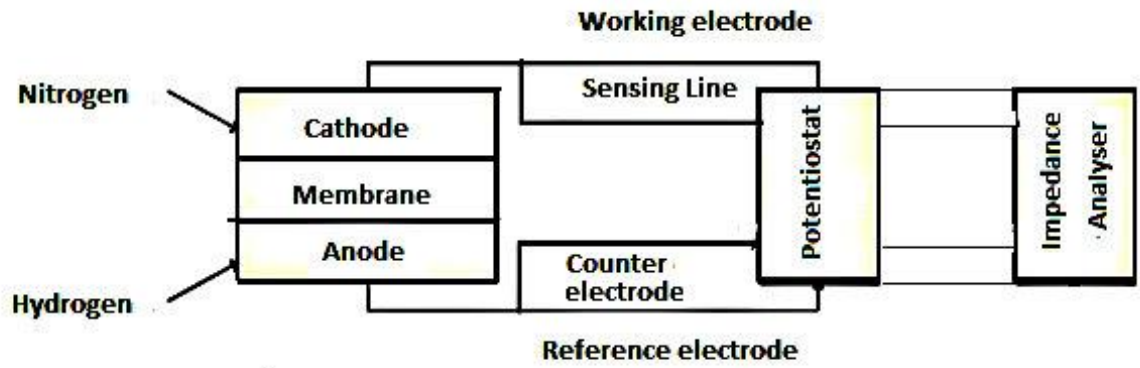 Working electrode
Nitrogen
Sensing Line
Cathode
Membrane
Anode
Potentiostat
Impedance
Analyser
Hydrogen
Counter
electrode
Reference electrode